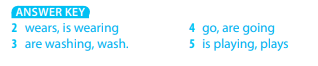 ANSWER KEY
2 wears, is wearing
3 are washing, wash.
4 go, are going
5 is playing, plays